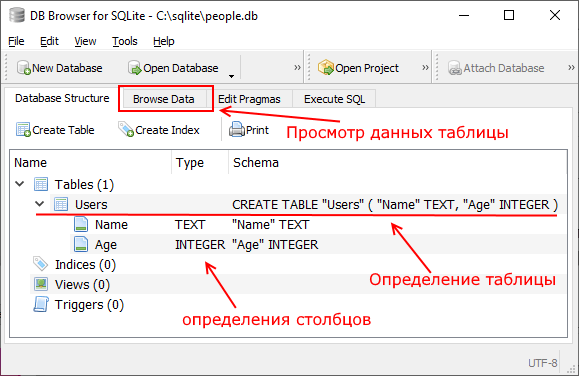 DB Browser for SQLite - C:\sqlite\people.db
File Edit View Tools Help
New Database Open Database » Open Project » Attach Database »
Database Structure Browse Data Edit Pragmas Execute SQL
Create Table Create Index Print
Просмотр данных таблицы
Name Type Schema
Tables (1)
Users CREATE TABLE "Users" ( "Name" TEXT, "Age" INTEGER )
Name TEXT "Name" TEXT
Age INTEGER "Age" INTEGER
Indices (0)
Определение таблицы
Views (0)
Triggers (0)
определения столбцов
UTF-8